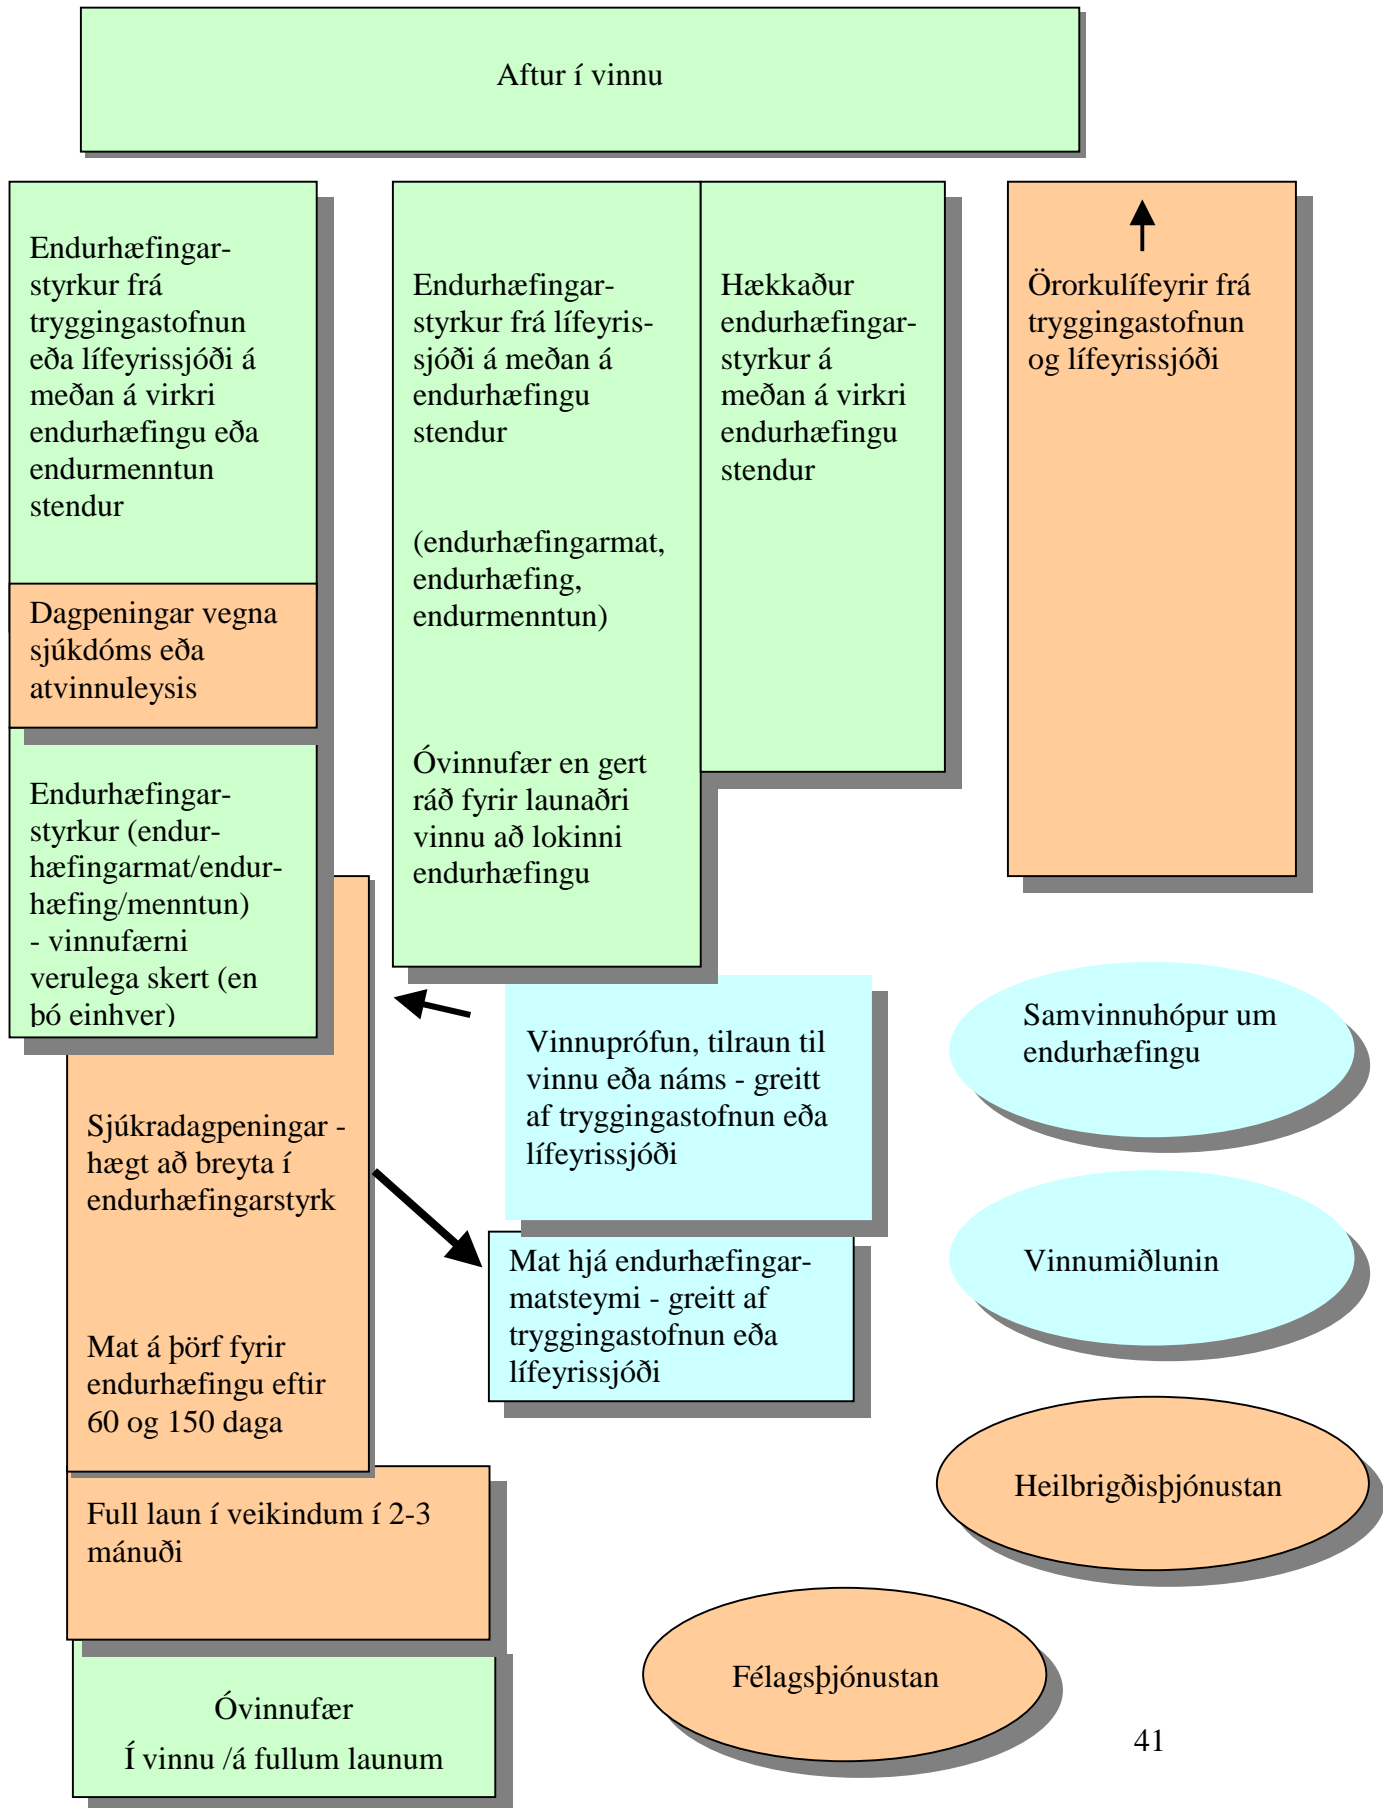 Aftur í vinnu
Endurhæfingar-
styrkur frá
tryggingastofnun
eða lífeyrissjóði á
meðan á virkri
endurhæfingu eða
endurmenntun
stendur
Dagpeningar vegna
sjúkdóms eða
atvinnuleysis
Endurhæfingar-
styrkur (endur-
hæfingarmat/endur-
hæfing/menntun)
- vinnufærni
verulega skert (en
þó einhver)
Endurhæfingar-
styrkur frá lífeyris-
sjóði á meðan á
endurhæfingu
stendur
(endurhæfingarmat,
endurhæfing,
endurmenntun)
Óvinnufær en gert
ráð fyrir launaðri
vinnu að lokinni
endurhæfingu
Hækkaður
endurhæfingar-
styrkur á
meðan á virkri
endurhæfingu
stendur
Örorkulífeyrir frá
tryggingastofnun
og lífeyrissjóði
Vinnuprófun, tilraun til
vinnu eða náms - greitt
af tryggingastofnun eða
lífeyrissjóði
Samvinnuhópur um
endurhæfingu
Sjúkradagpeningar -
hægt að breyta í
endurhæfingarstyrk
Mat á þörf fyrir
endurhæfingu eftir
60 og 150 daga
Mat hjá endurhæfingar-
matsteymi - greitt af
tryggingastofnun eða
lífeyrissjóði
Vinnumiðlunin
Heilbrigðisþjónustan
Full laun í veikindum í 2-3
mánuði
Félagsþjónustan
Óvinnufær
Í vinnu /á fullum launum
41